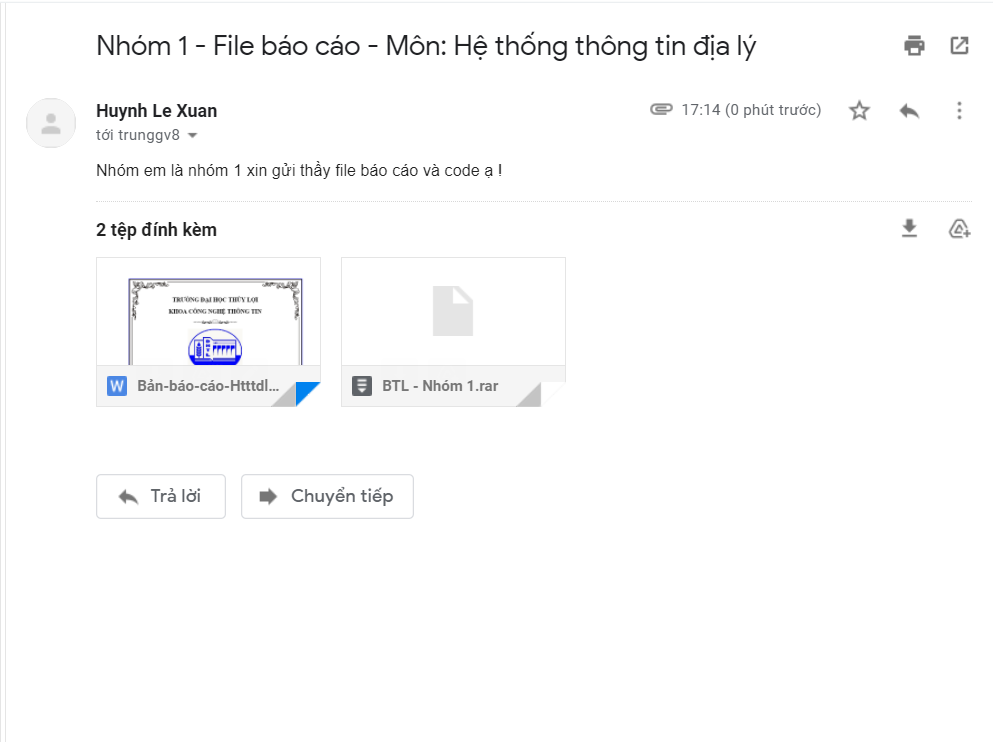 Nhóm 1 - File báo cáo - Môn: Hệ thống thông tin địa lý
Huynh Le Xuan
17:14 (0 phút trước)
tới trunggv8
Nhóm em là nhóm 1 xin gửi thầy file báo cáo và code ạ !
2 tệp đính kèm
TRƯỜNG ĐẠI HỌC THỦY LỢI
KHOA CÔNG NGHỆ THÔNG TIN
W Bản-báo-cáo-Htttdl...
BTL - Nhóm 1.rar
Trả lời
Chuyển tiếp